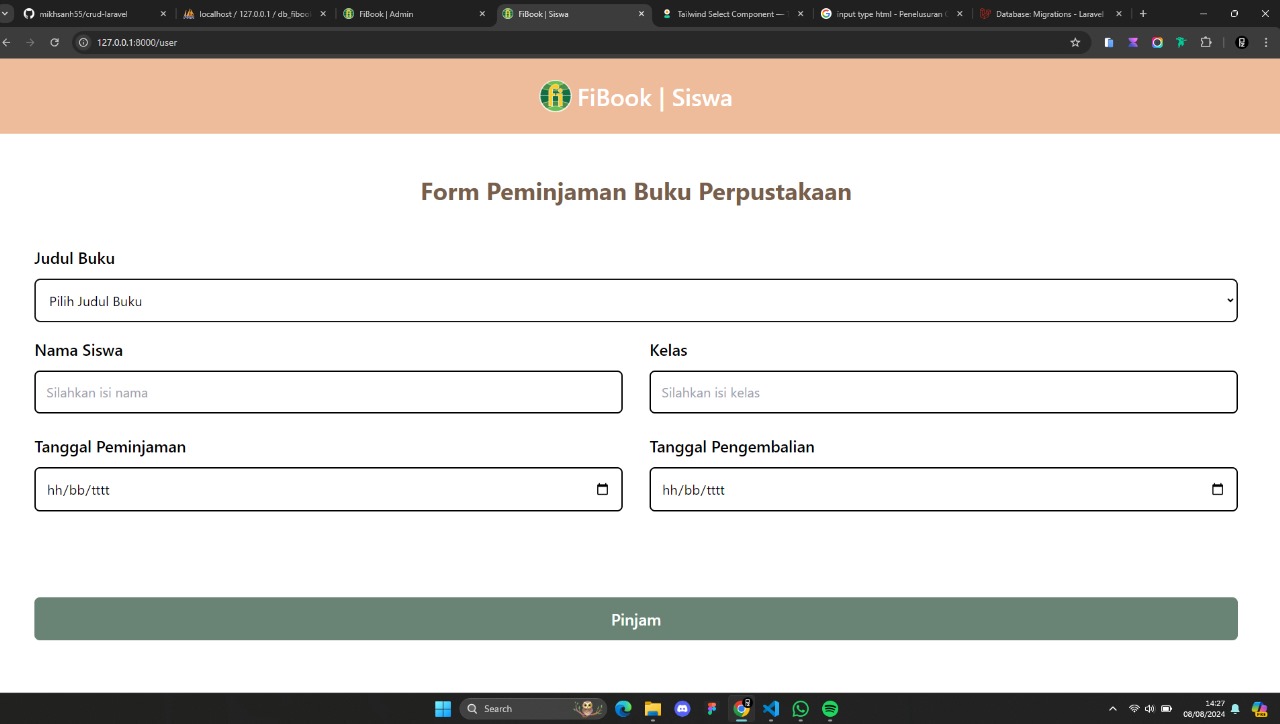 mikhsanh55/crud-laravel
localhost / 127.0.0.1 / db_fiboo
FiBook | Admin
FiBook | Siswa
Tailwind Select Component —
input type html - Penelusuran
Database: Migrations - Laravel
127.0.0.1:8000/user
FiBook | Siswa
Form Peminjaman Buku Perpustakaan
Judul Buku
Pilih Judul Buku
Nama Siswa
Kelas
Silahkan isi nama
Silahkan isi kelas
Tanggal Peminjaman
Tanggal Pengembalian
hh/bb/tttt
hh/bb/tttt
Pinjam
Search
14:27
08/08/2024